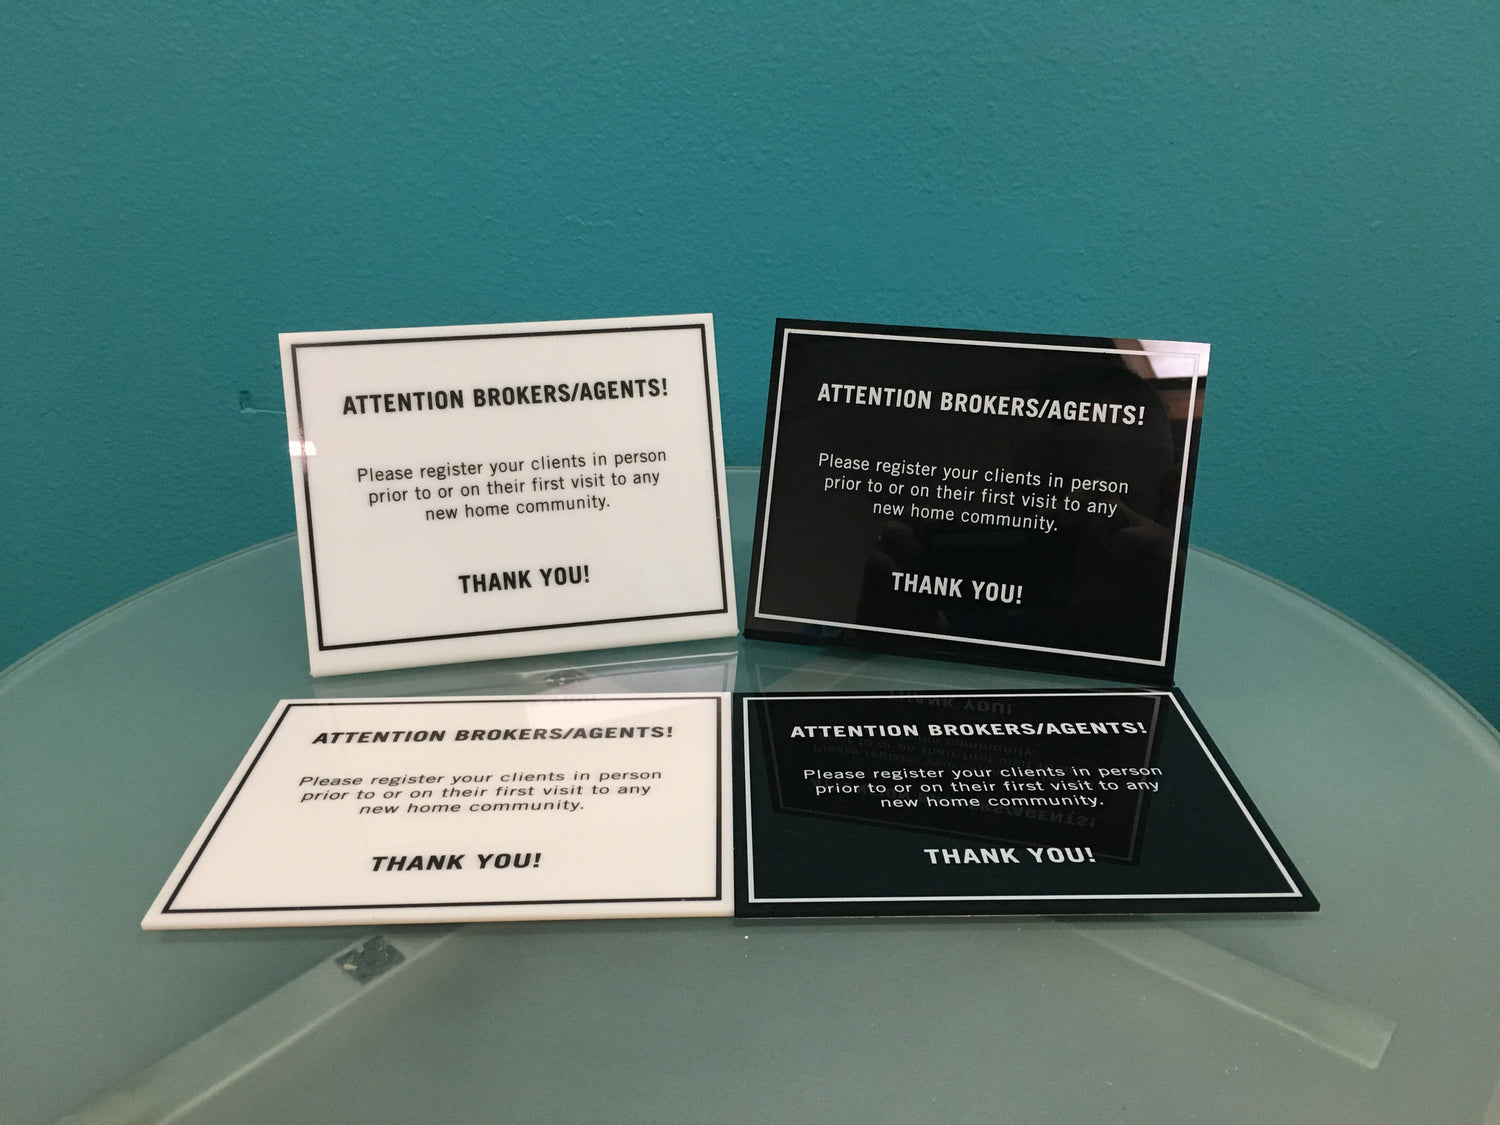 ATTENTION BROKERS/AGENTS!
Please register your clients in person
prior to or on their first visit to any
new home community.
THANK YOU!
ATTENTION BROKERS/AGENTS!
Please register your clients in person
prior to or on their first visit to any
new home community.
THANK YOU!
ATTENTION BROKERS/AGENTS!
Please register your clients in person
prior to or on their first visit to any
new home community.
THANK YOU!
ATTENTION BROKERS/AGENTS!
Please register your clients in person
prior to or on their first visit to any
new home community.
THANK YOU!